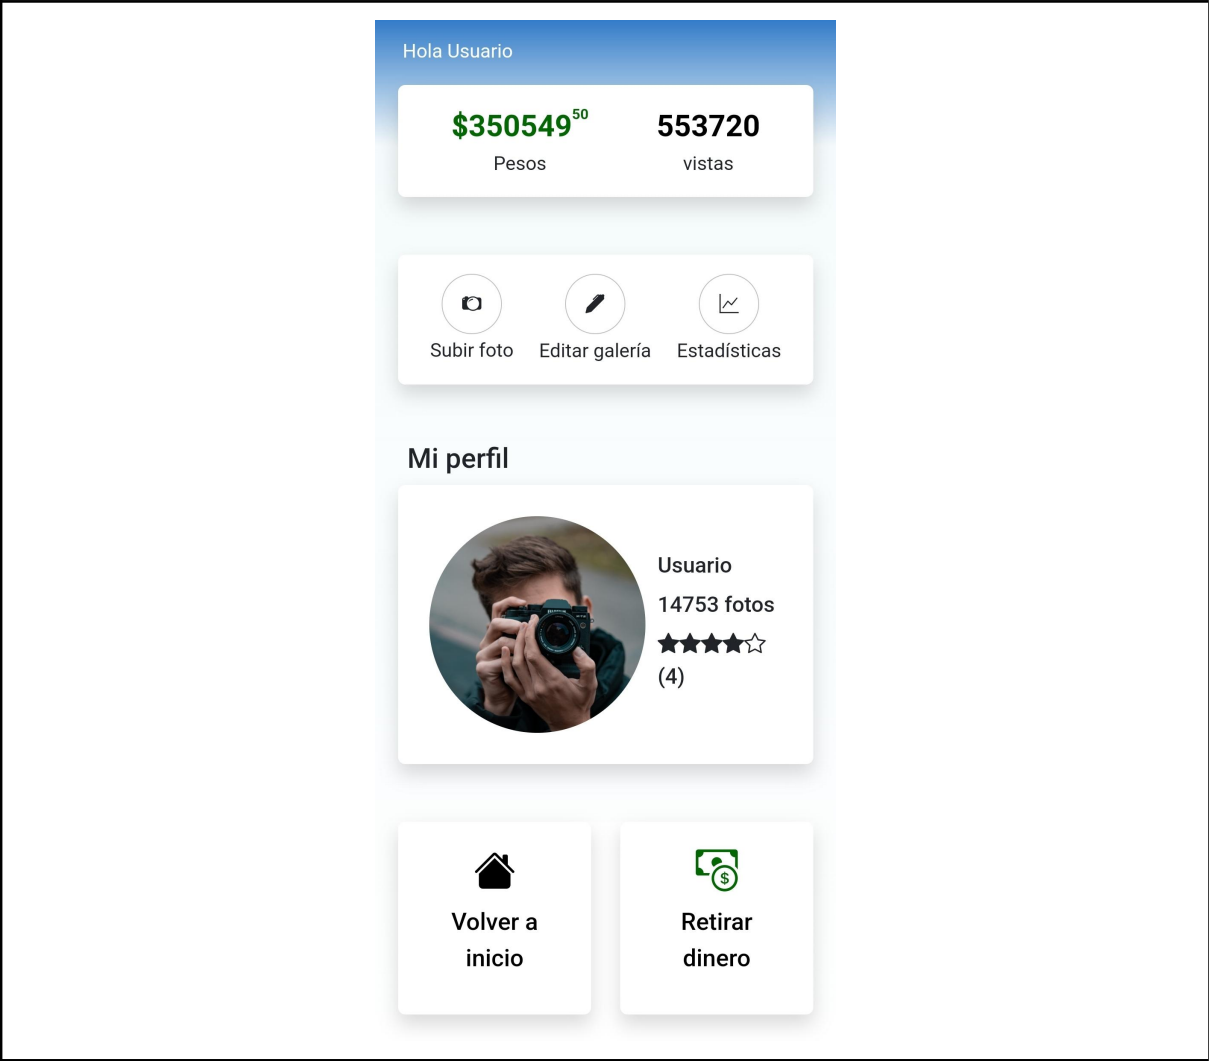 Hola Usuario
$350549⁵⁰ 553720
Pesos vistas
Subir foto Editar galería Estadísticas
Mi perfil
Usuario
14753 fotos
(4)
Volver a
inicio
Retirar
dinero